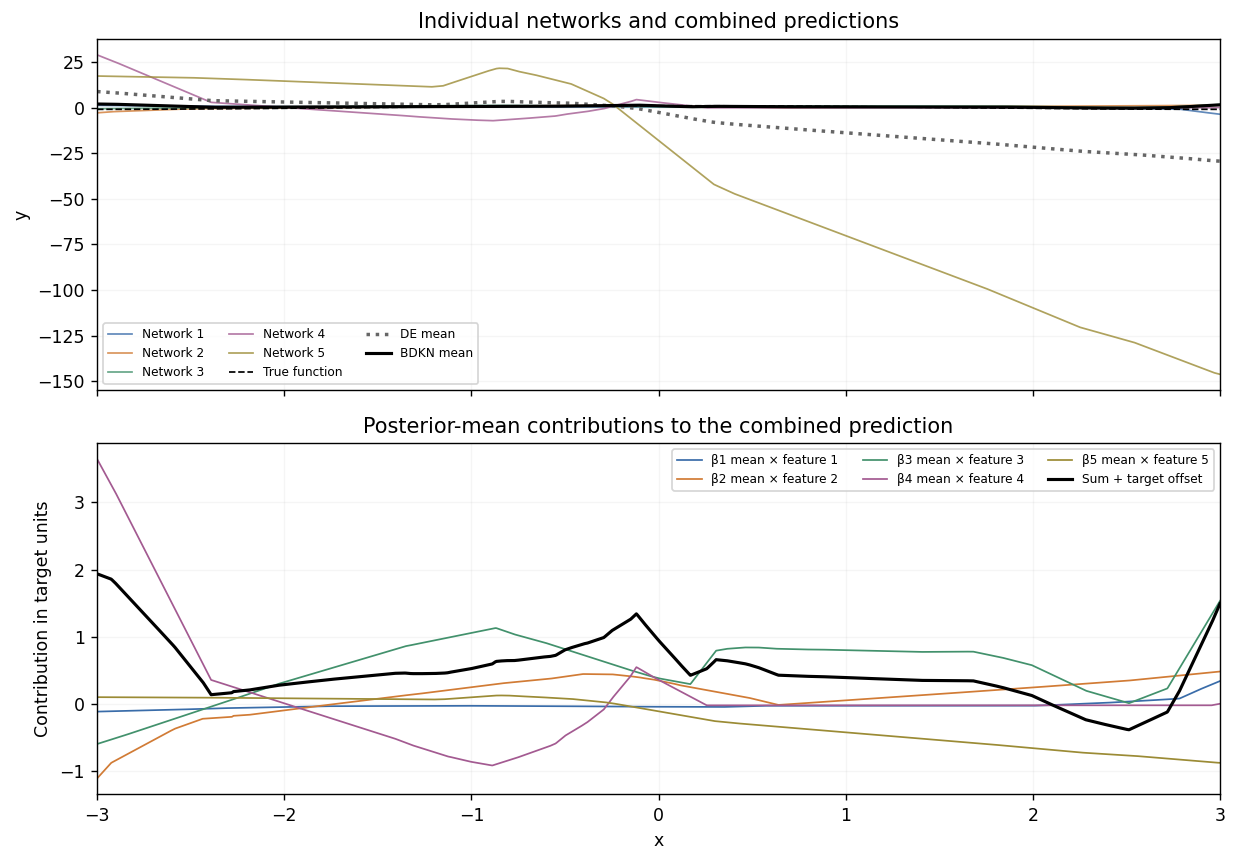 Individual networks and combined predictions
25
0
−25
−50
−75
−100
−125
−150
y
Network 1
Network 2
Network 3
Network 4
Network 5
True function
DE mean
BDKN mean
Posterior-mean contributions to the combined prediction
3
2
1
0
−1
Contribution in target units
β1 mean × feature 1
β2 mean × feature 2
β3 mean × feature 3
β4 mean × feature 4
β5 mean × feature 5
Sum + target offset
−3
−2
−1
0
1
2
3
x